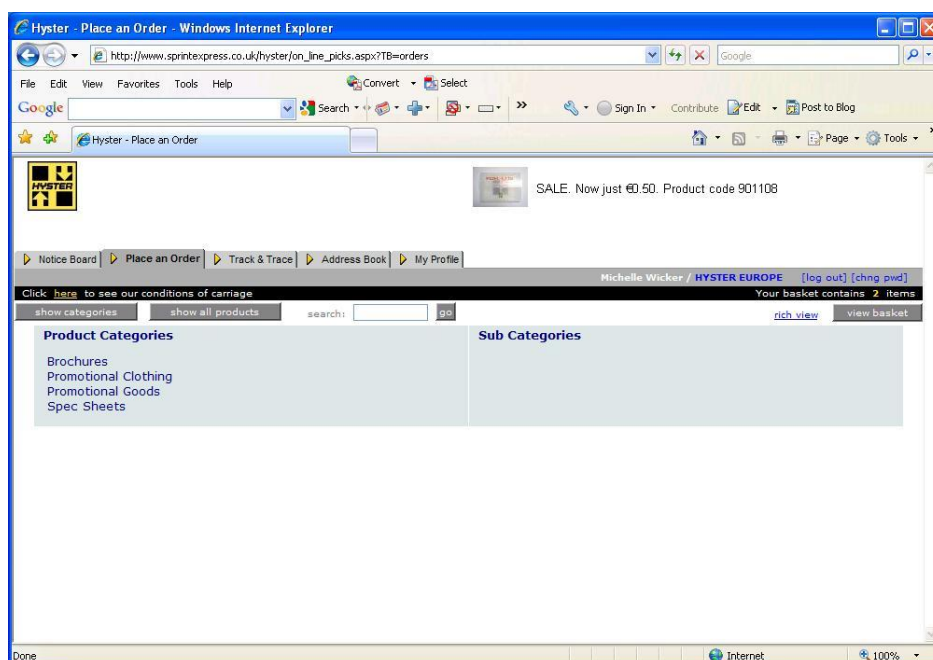 Hyster - Place an Order - Windows Internet Explorer
http://www.sprintexpress.co.uk/hyster/on_line_picks.aspx?TB=orders
Google
File Edit View Favorites Tools Help Convert Select
Google Search Sign In Contribute Edit Post to Blog
Hyster - Place an Order Page Tools
HYSTER
SALE. Now just €0.50. Product code 901108
Notice Board Place an Order Track & Trace Address Book My Profile
Michelle Wicker / HYSTER EUROPE [log out] [chng pwd]
Click here to see our conditions of carriage Your basket contains 2 items
show categories show all products search: go rich view view basket
Product Categories Sub Categories
Brochures
Promotional Clothing
Promotional Goods
Spec Sheets
Done Internet 100%